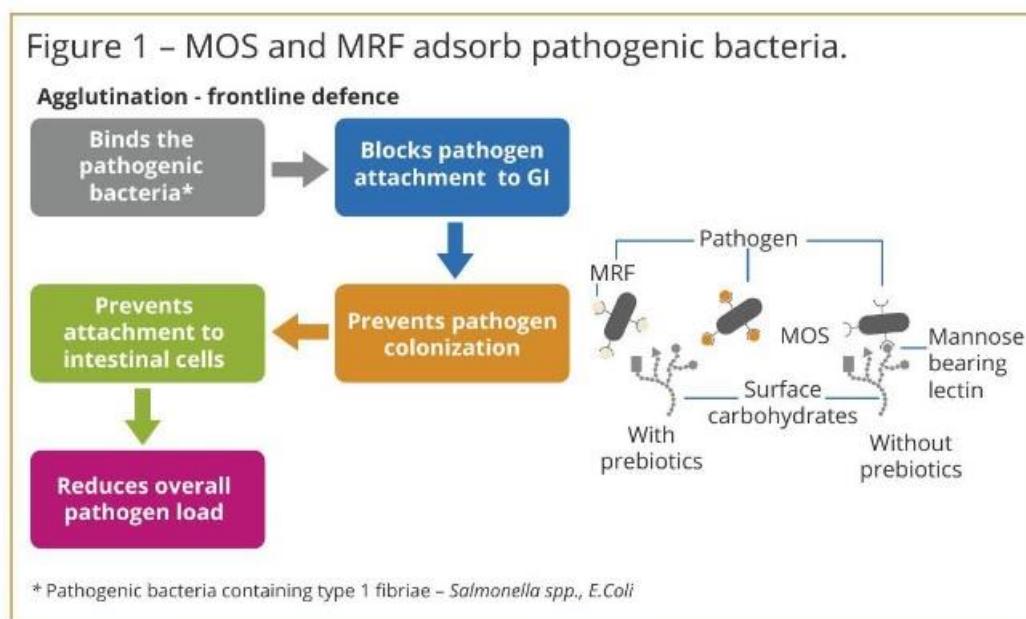 Figure 1 – MOS and MRF adsorb pathogenic bacteria.
Agglutination - frontline defence
Binds the
pathogenic
bacteria*
Blocks pathogen
attachment to GI
Prevents pathogen
colonization
Prevents
attachment to
intestinal cells
Reduces overall
pathogen load
Pathogen
MRF
MOS
Mannose
bearing
lectin
Surface
carbohydrates
With
prebiotics
Without
prebiotics
* Pathogenic bacteria containing type 1 fibriae – Salmonella spp., E.Coli